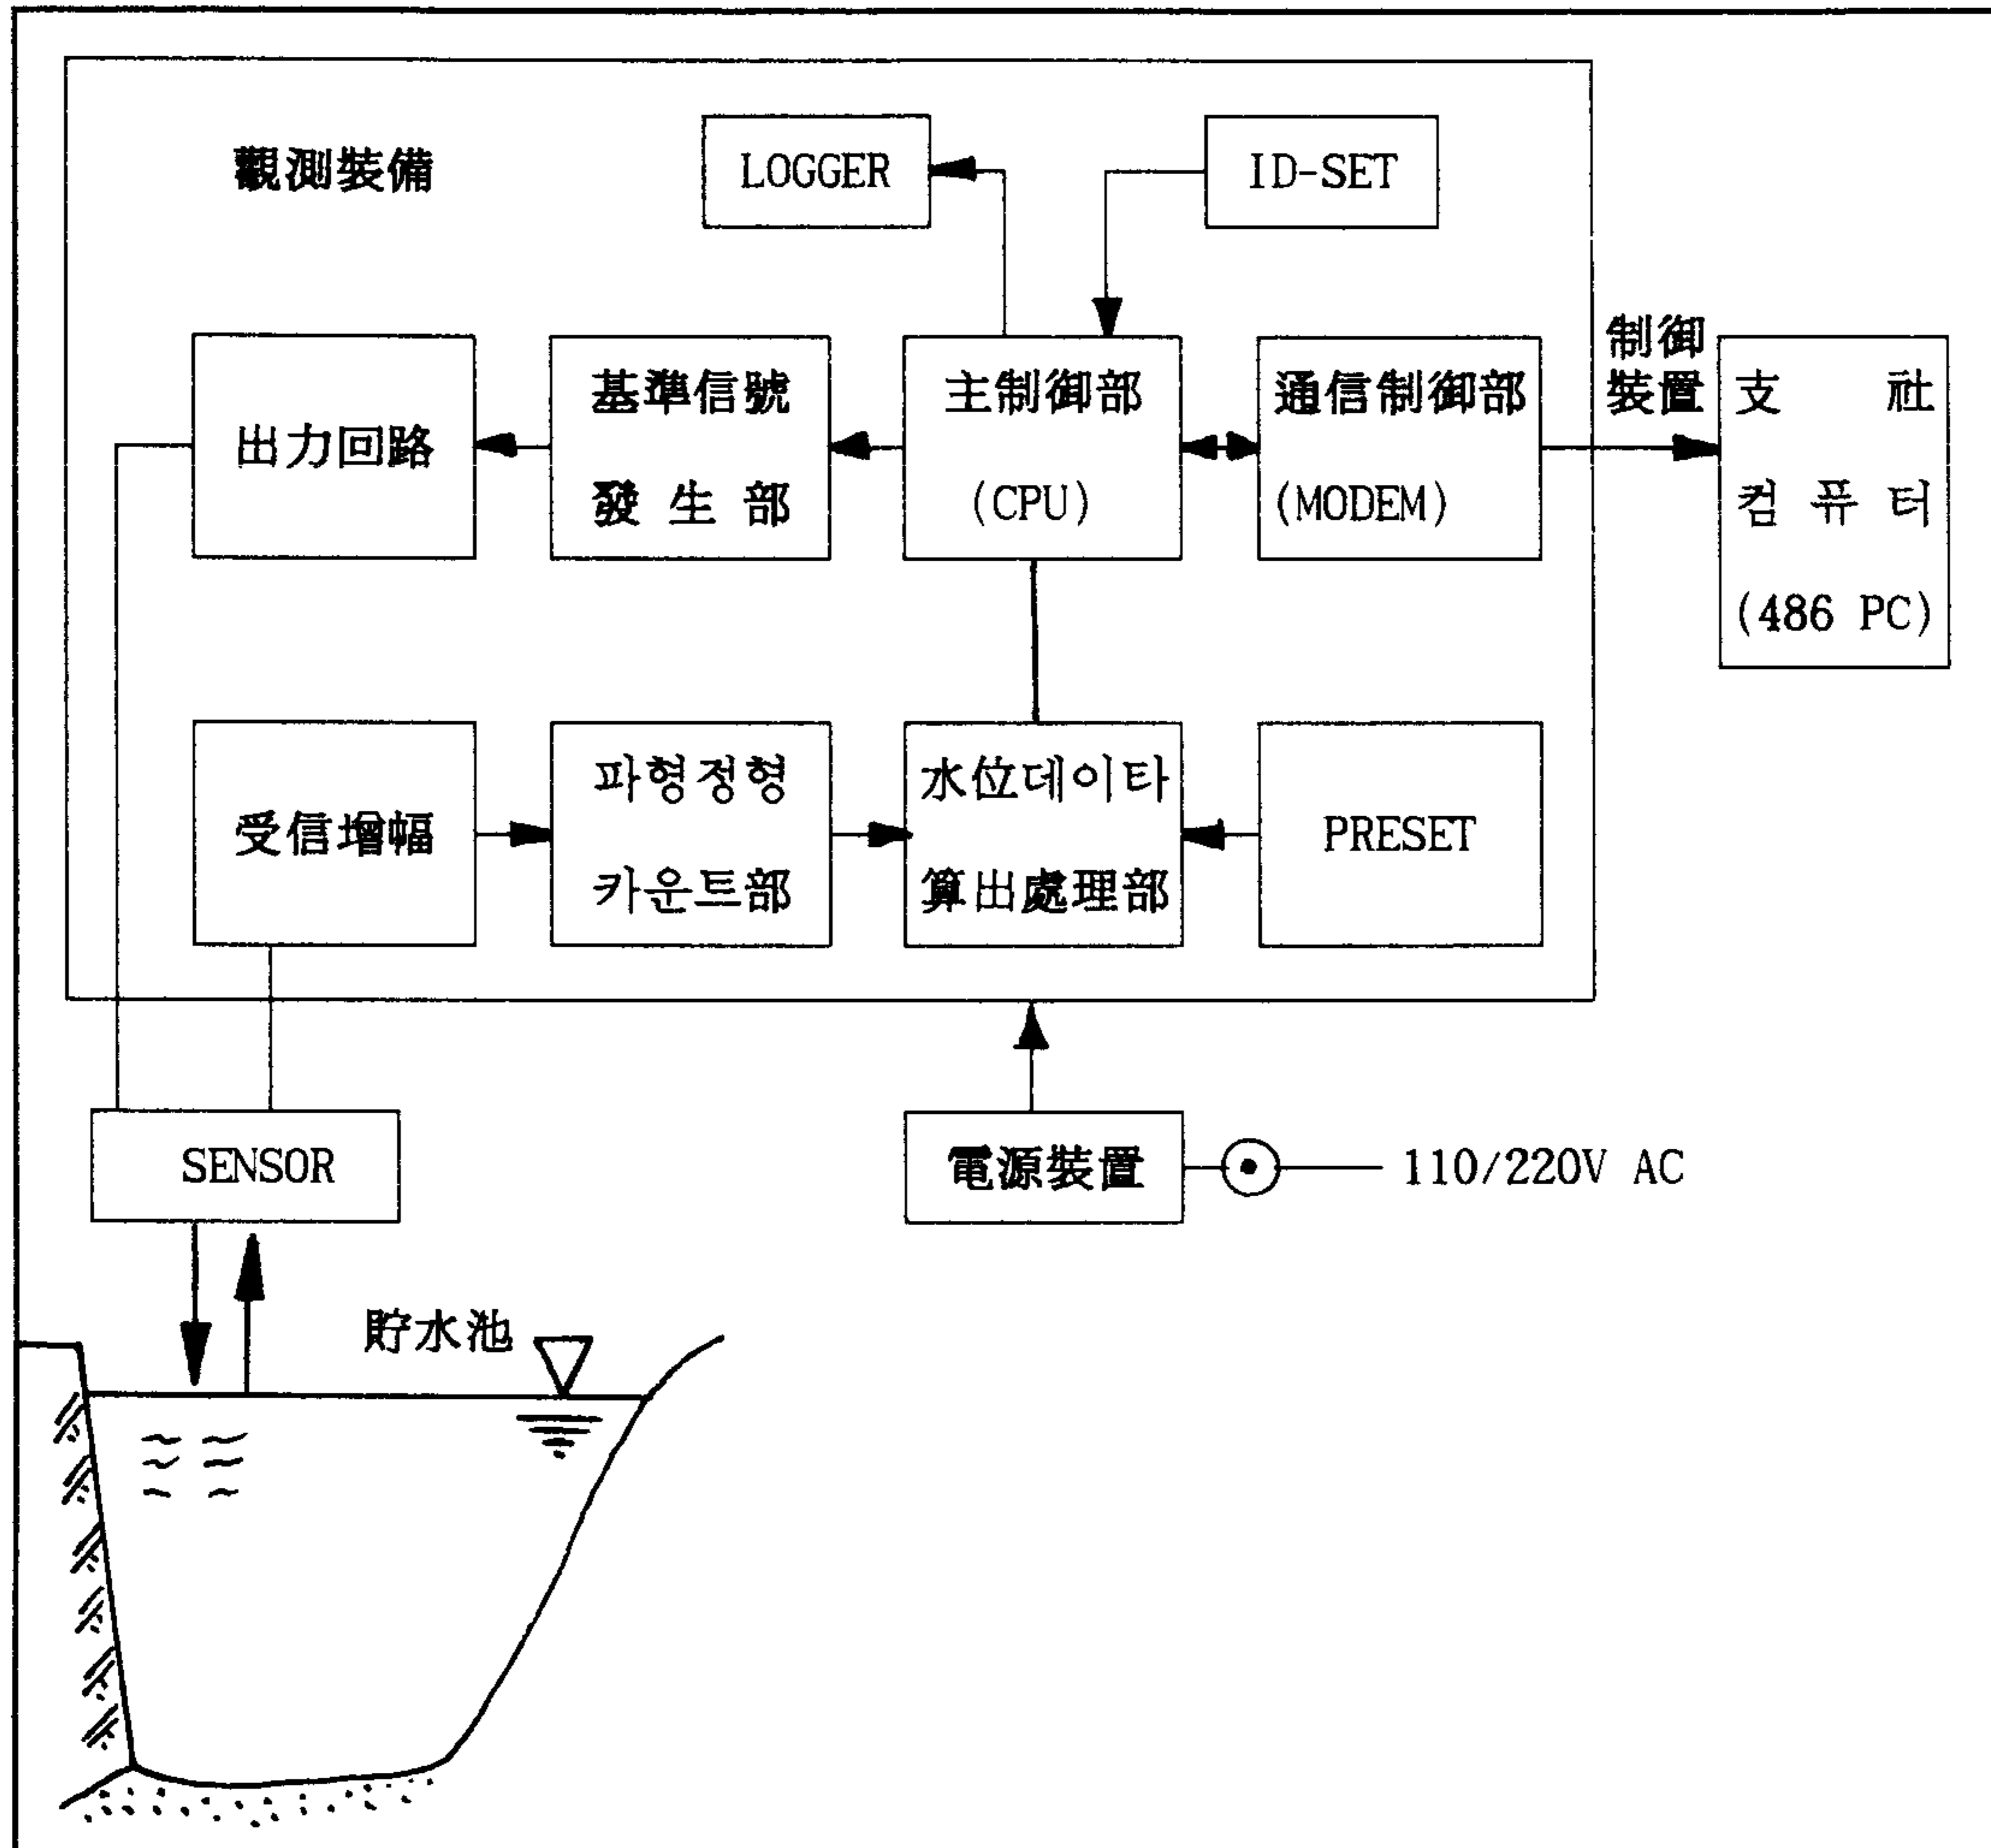 觀測裝備
LOGGER
ID-SET
出力回路
基準信號
發 生 部
主制御部
(CPU)
通信制御部
(MODEM)
制御
裝置
支 社
컴 퓨 터
(486 PC)
受信增幅
파형정형
카운트部
水位데이타
算出處理部
PRESET
SENSOR
電源裝置
110/220V AC
貯水池